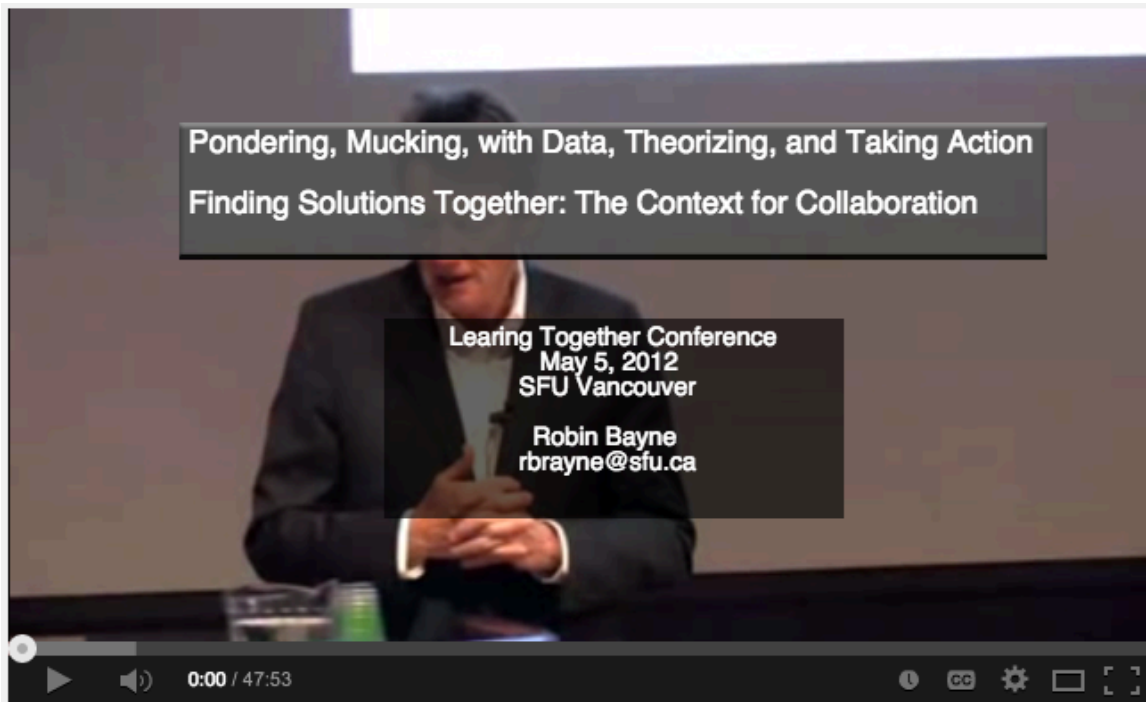 Pondering, Mucking, with Data, Theorizing, and Taking Action
Finding Solutions Together: The Context for Collaboration
Learing Together Conference
May 5, 2012
SFU Vancouver
Robin Bayne
rbrayne@sfu.ca
0:00 / 47:53
CC